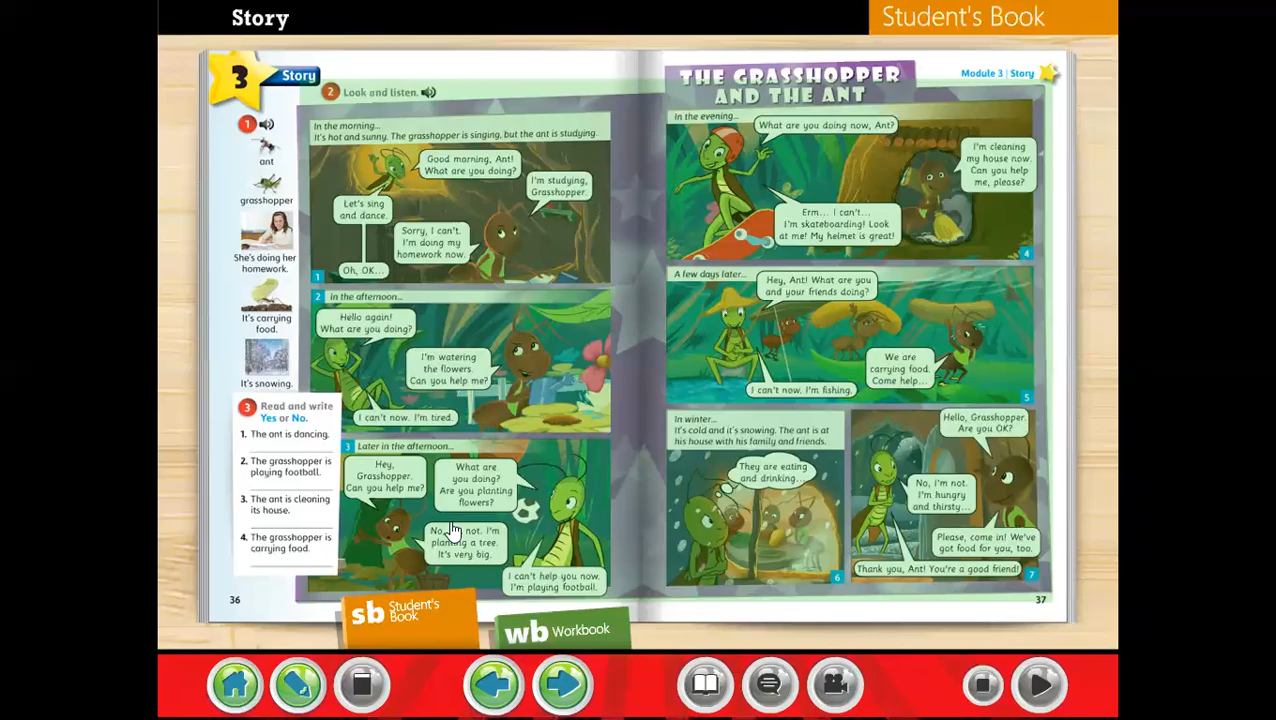 Story
Student's Book
3
Story
2 Look and listen.
1
ant
grasshopper
She's doing her
homework.
It's carrying
food.
It's snowing.
3 Read and write
Yes or No.
1. The ant is dancing.
2. The grasshopper is
playing football.
3. The ant is cleaning
its house.
4. The grasshopper is
carrying food.
In the morning...
It's hot and sunny. The grasshopper is singing, but the ant is studying.
Good morning, Ant!
What are you doing?
I'm studying,
Grasshopper.
Let's sing
and dance.
Sorry, I can't.
I'm doing my
homework now.
Oh, OK...
1
2 In the afternoon...
Hello again!
What are you doing?
I'm watering
the flowers.
Can you help me?
I can't now. I'm tired.
3 Later in the afternoon...
Hey,
Grasshopper.
Can you help me?
What are
you doing?
Are you planting
flowers?
No, not. I'm
planting a tree.
It's very big.
I can't help you now.
I'm playing football.
36
THE GRASSHOPPER
AND THE ANT
Module 3 | Story
In the evening...
What are you doing now, Ant?
I'm cleaning
my house now.
Can you help
me, please?
Erm... I can't...
I'm skateboarding! Look
at me! My helmet is great!
4
A few days later...
Hey, Ant! What are you
and your friends doing?
We are
carrying food.
Come help...
I can't now. I'm fishing.
5
In winter...
It's cold and it's snowing. The ant is at
his house with his family and friends.
They are eating
and drinking...
6
Hello, Grasshopper.
Are you OK?
No, I'm not.
I'm hungry
and thirsty...
Please, come in! We've
got food for you, too.
Thank you, Ant! You're a good friend!
7
37
sb Student's
Book
wb Workbook